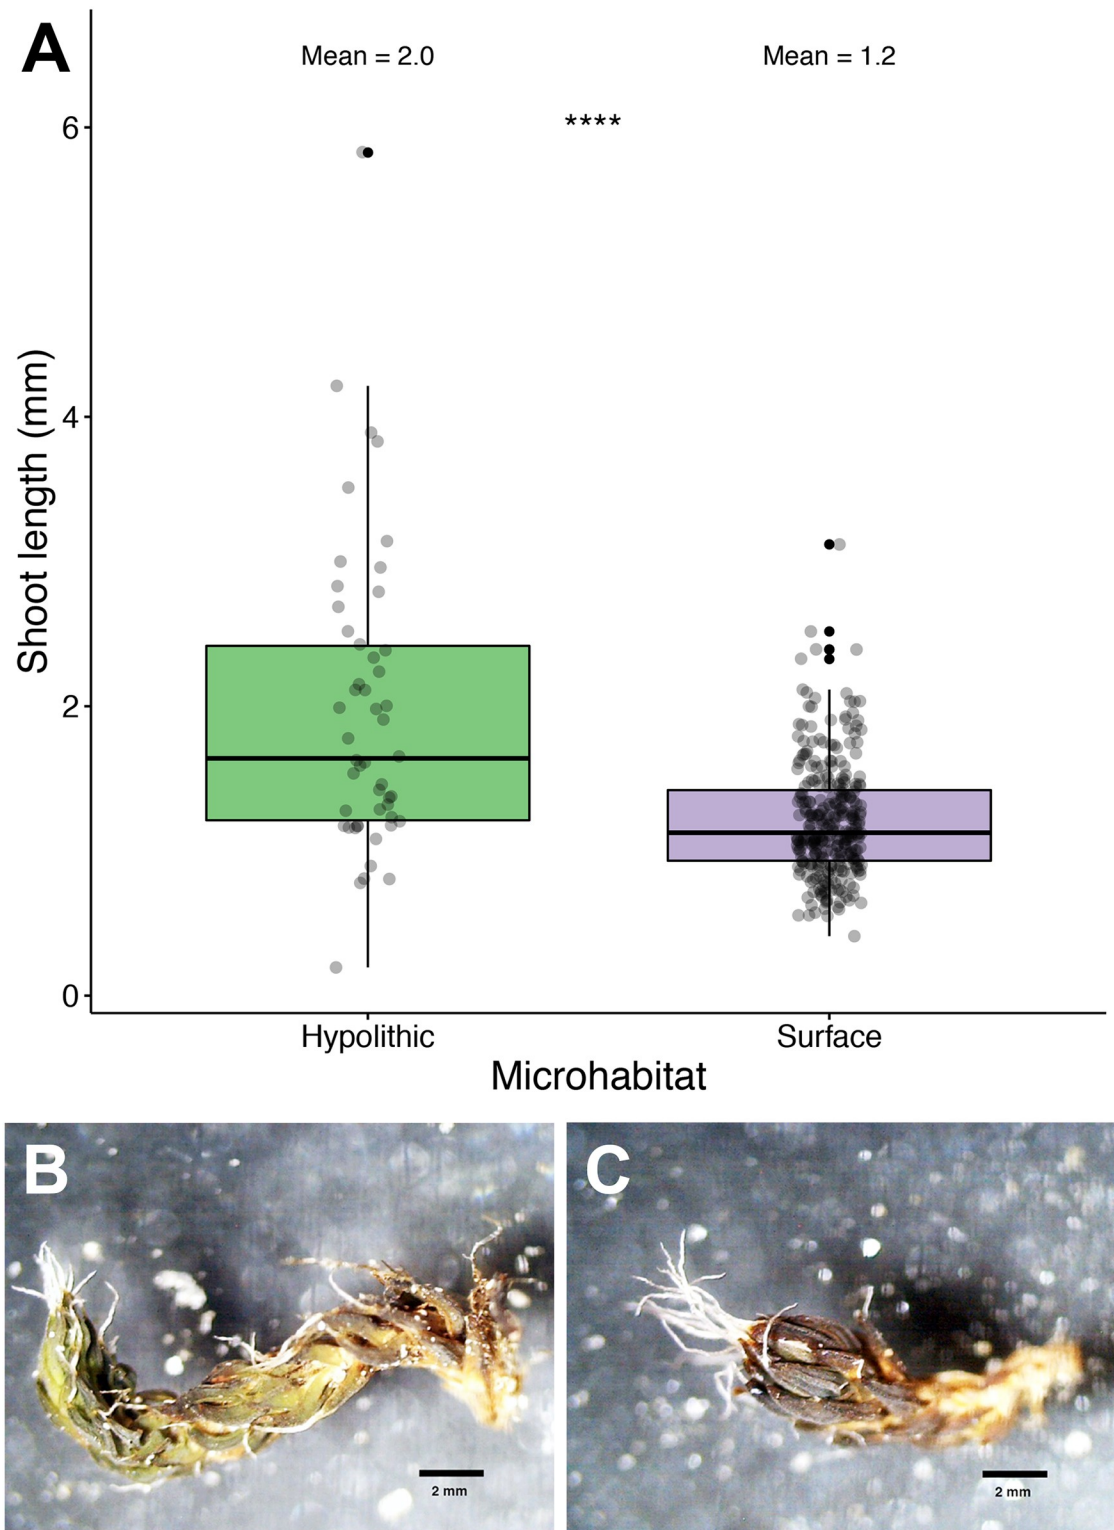 A
Mean = 2.0
Mean = 1.2
****
6
4
2
0
Shoot length (mm)
Hypolithic
Surface
Microhabitat
B
C
2 mm
2 mm